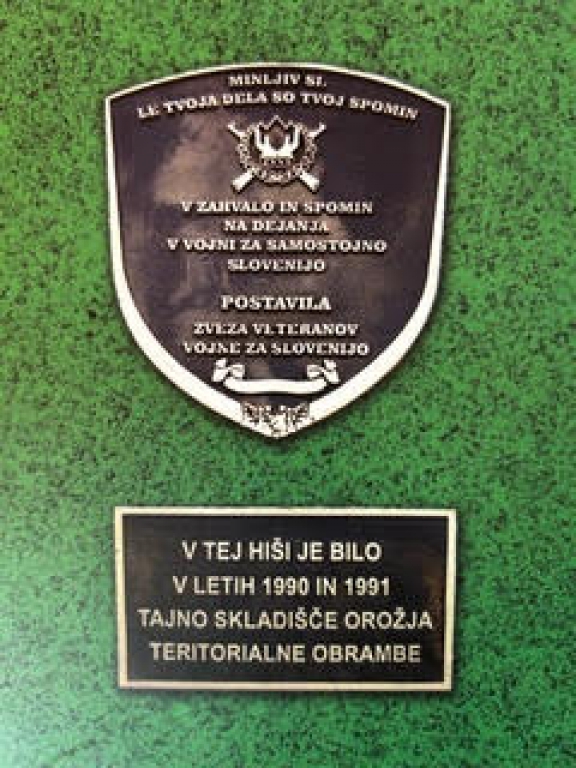 MINLJIV SI.
LE TVOJA DELA SO TVOJ SPOMIN
V ZAHVALO IN SPOMIN
NA DEJANJA
V VOJNI ZA SAMOSTOJNO
SLOVENIJO
POSTAVILA
ZVEZA VETERANOV
VOJNE ZA SLOVENIJO
V TEJ HIŠI JE BILO
V LETIH 1990 IN 1991
TAJNO SKLADIŠČE OROŽJA
TERITORIALNE OBRAMBE